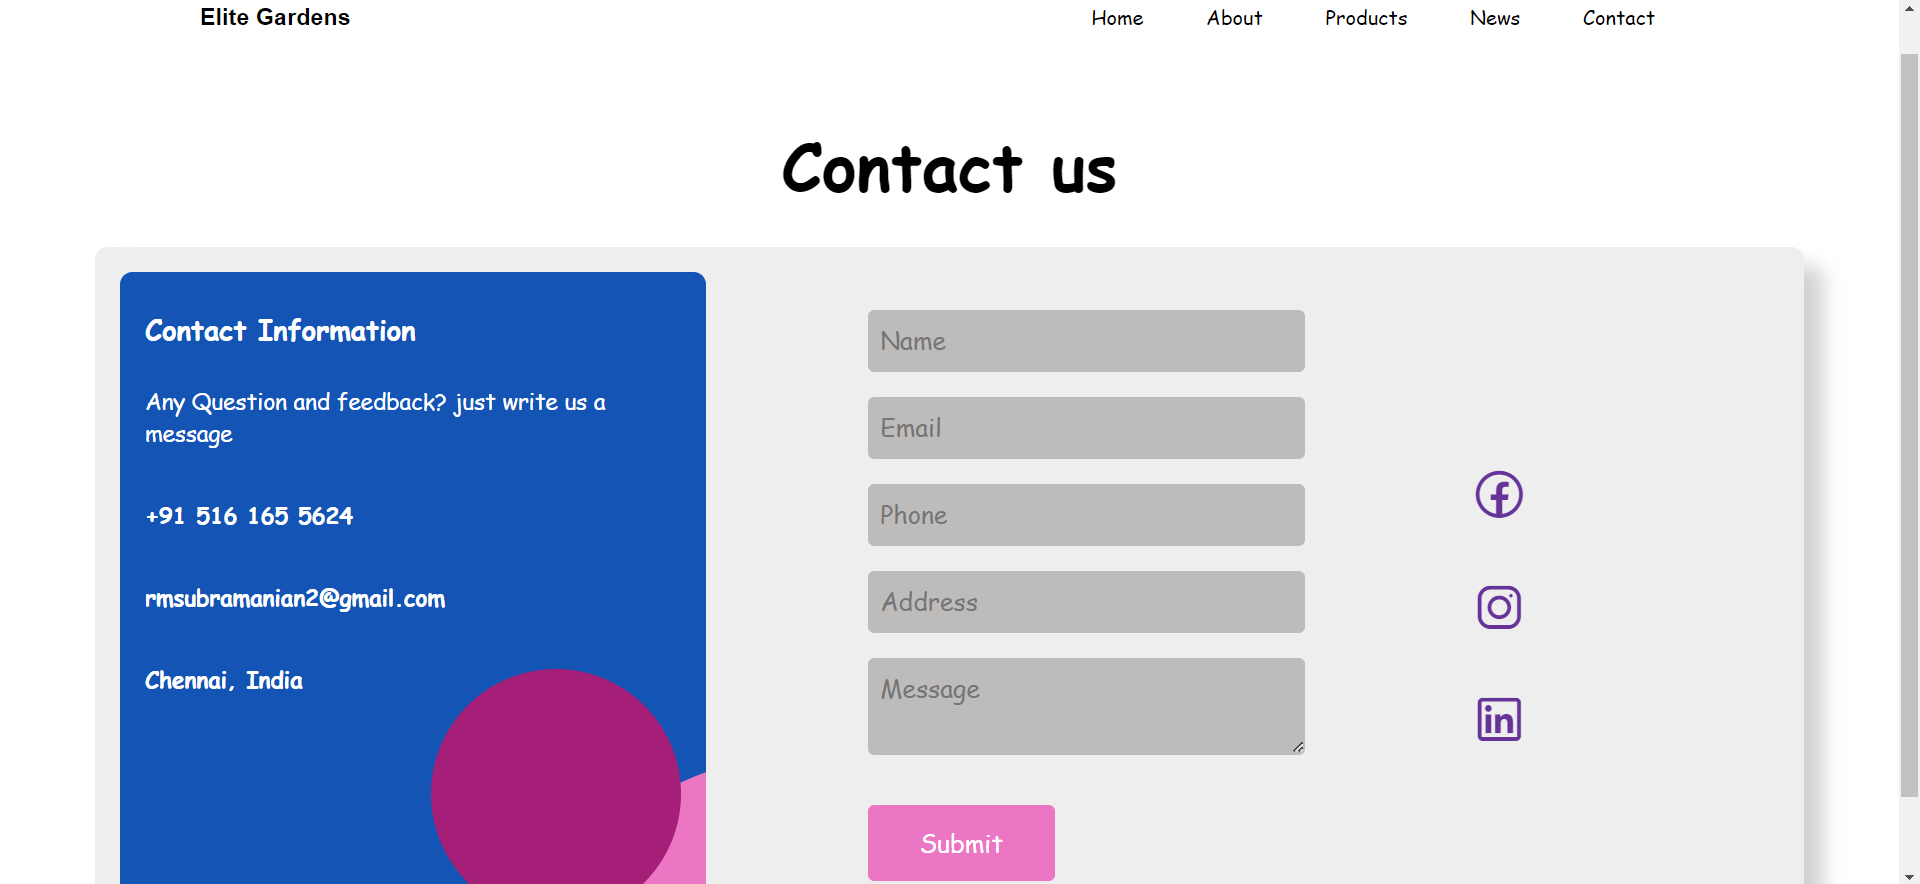 Elite Gardens
Home About Products News Contact
Contact us
Contact Information
Any Question and feedback? just write us a
message
+91 516 165 5624
rmsubramanian2@gmail.com
Chennai, India
Name
Email
Phone
Address
Message
Submit
in